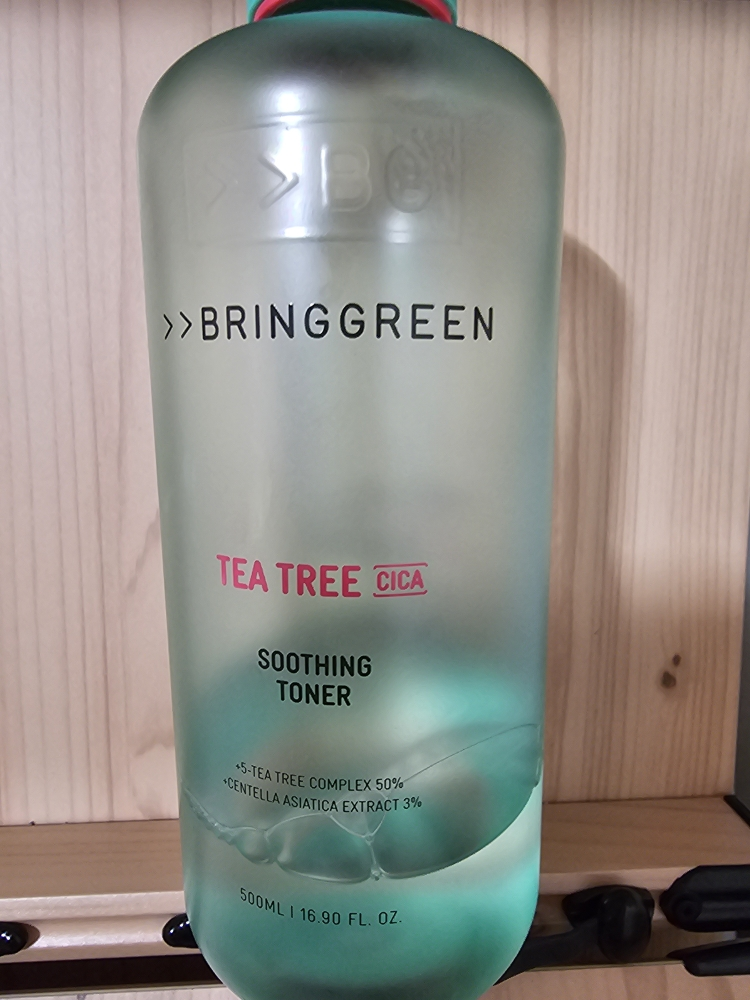 >>BG
>>BRINGGREEN
TEA TREE CICA
SOOTHING
TONER
+5-TEA TREE COMPLEX 50%
+CENTELLA ASIATICA EXTRACT 3%
500ML | 16.90 FL. OZ.